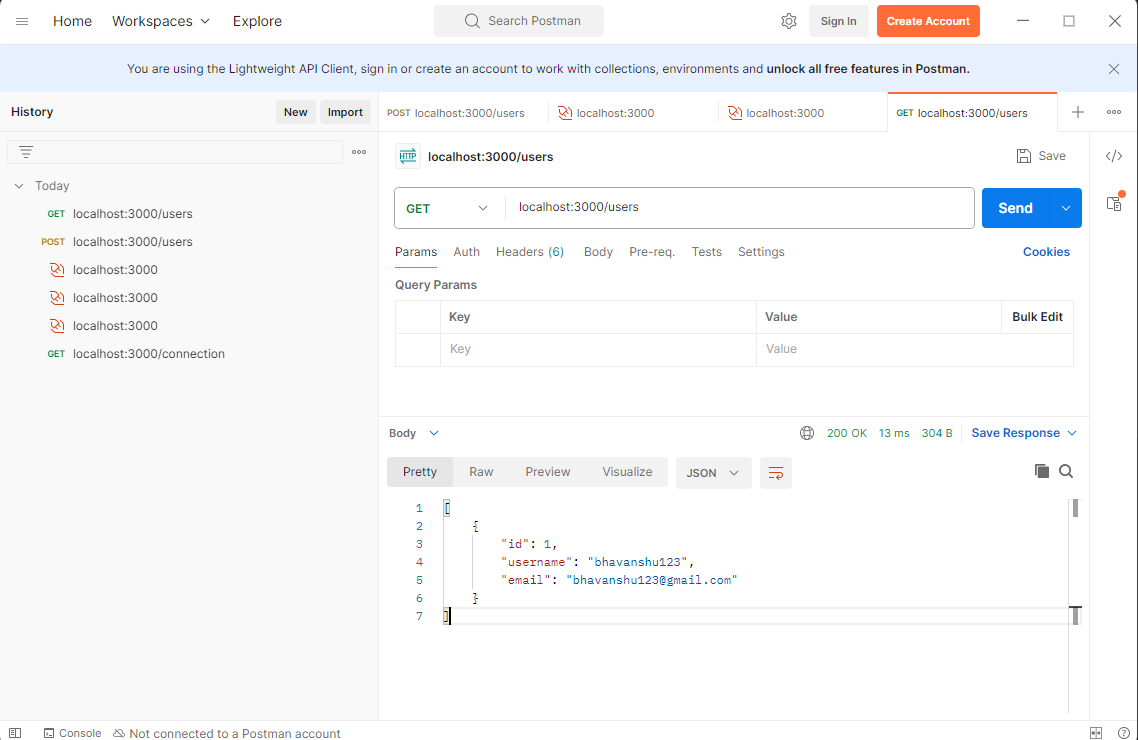 Home Workspaces Explore Search Postman Sign In Create Account
You are using the Lightweight API Client, sign in or create an account to work with collections, environments and unlock all free features in Postman.
History New Import
POST localhost:3000/users localhost:3000 localhost:3000 GET localhost:3000/users
Today
GET localhost:3000/users
POST localhost:3000/users
localhost:3000
localhost:3000
localhost:3000
GET localhost:3000/connection
HTTP localhost:3000/users Save
GET localhost:3000/users Send
Params Auth Headers (6) Body Pre-req. Tests Settings Cookies
Query Params
Key Value Bulk Edit
Key Value
Body 200 OK 13 ms 304 B Save Response
Pretty Raw Preview Visualize JSON
1 [
2 {
3 "id": 1,
4 "username": "bhavanshu123",
5 "email": "bhavanshu123@gmail.com"
6 }
7 ]
Console Not connected to a Postman account